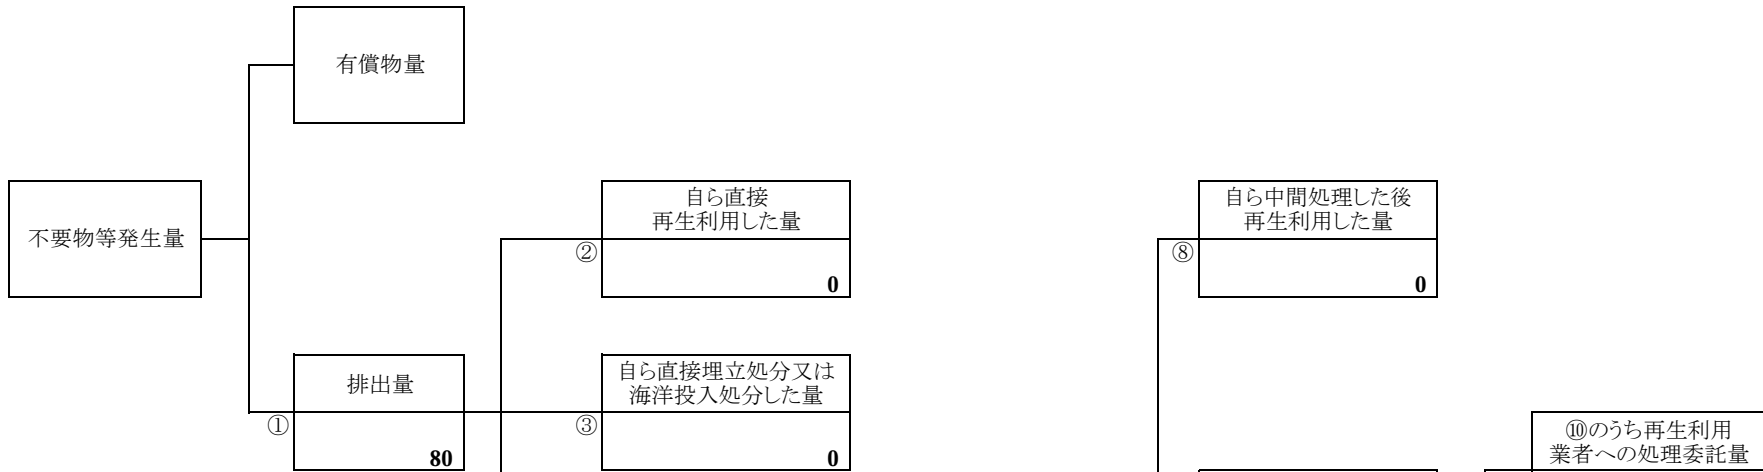 有償物量
不要物等発生量
自ら直接
再生利用した量
②
0
自ら中間処理した後
再生利用した量
⑧
0
排出量
①
80
自ら直接埋立処分又は
海洋投入処分した量
③
0
⑩のうち再生利用
業者への処理委託量